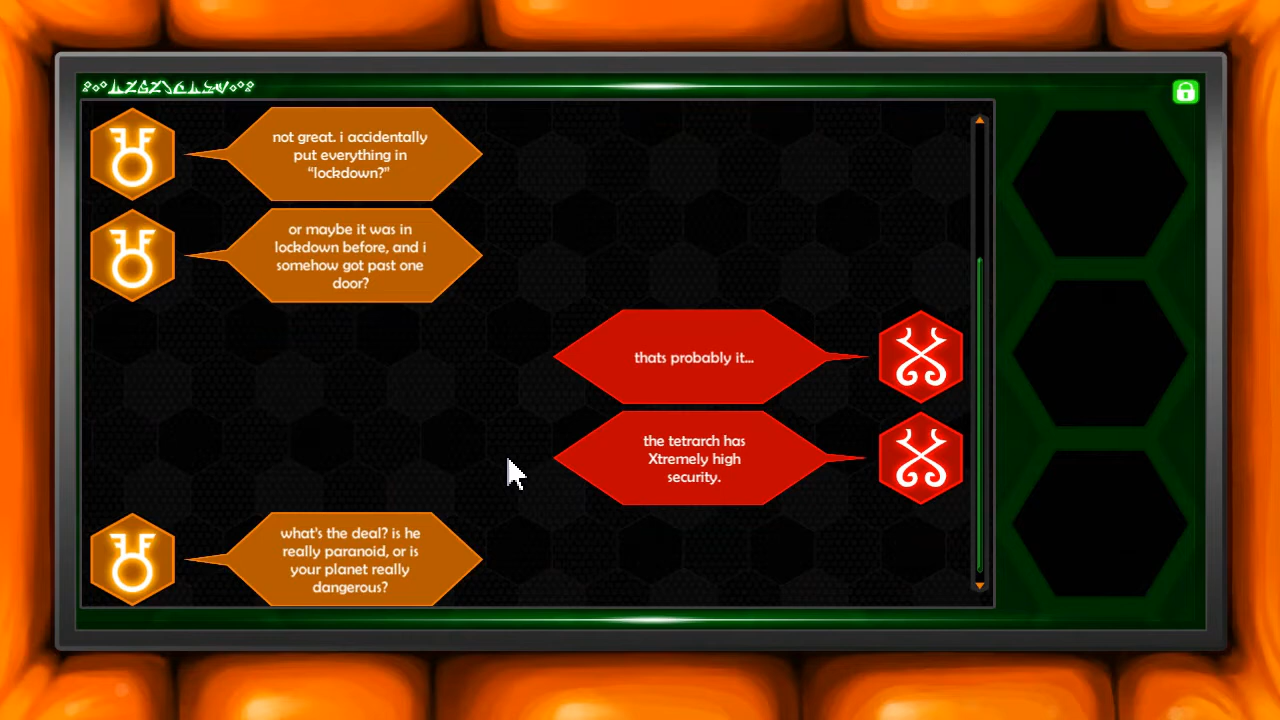 not great. i accidentally
put everything in
“lockdown?”
or maybe it was in
lockdown before, and i
somehow got past one
door?
thats probably it...
the tetrarch has
Xtremely high
security.
what's the deal? is he
really paranoid, or is
your planet really
dangerous?